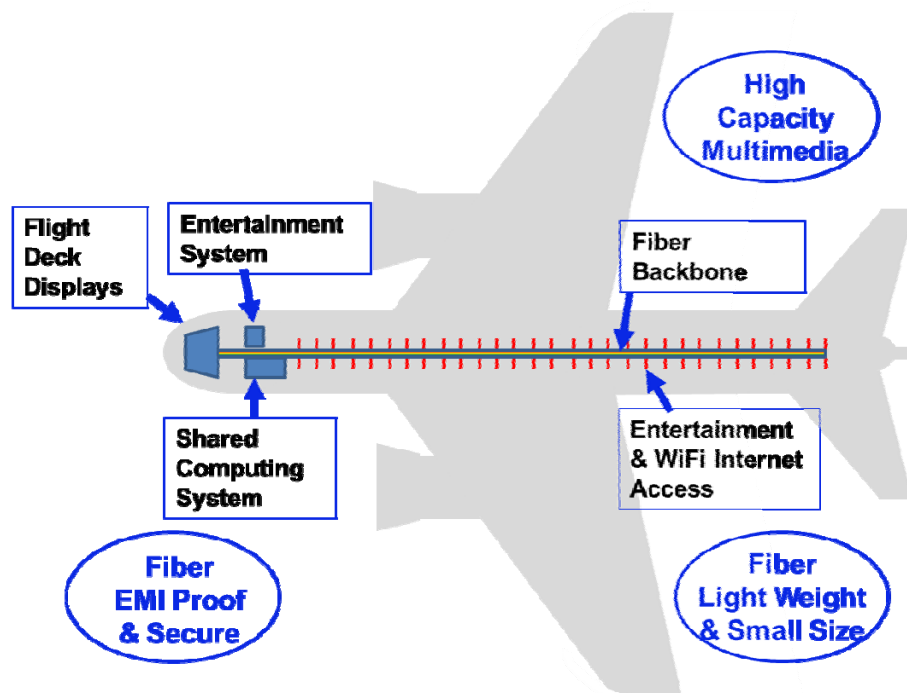 High
Capacity
Multimedia
Flight
Deck
Displays
Entertainment
System
Fiber
Backbone
Shared
Computing
System
Entertainment
& WiFi Internet
Access
Fiber
EMI Proof
& Secure
Fiber
Light Weight
& Small Size